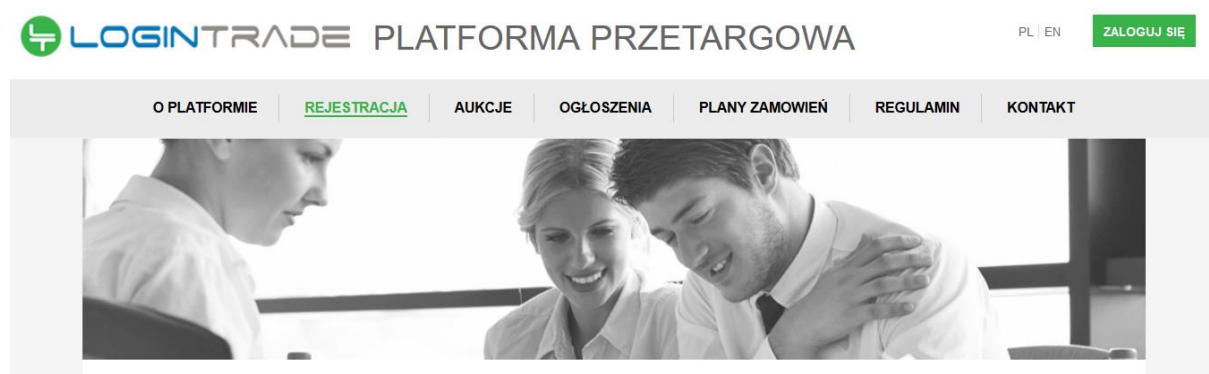 LOGINTRADE PLATFORMA PRZETARGOWA PL | EN ZALOGUJ SIĘ
O PLATFORMIE REJESTRACJA AUKCJE OGŁOSZENIA PLANY ZAMOWIEŃ REGULAMIN KONTAKT